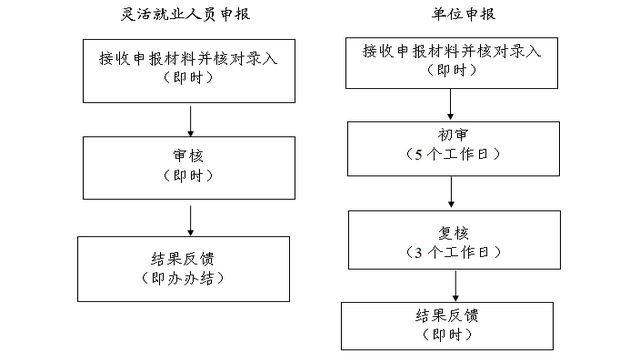 灵活就业人员申报
接收申报材料并核对录入
（即时）
审核
（即时）
结果反馈
（即办办结）
单位申报
接收申报材料并核对录入
（即时）
初审
（5个工作日）
复核
（3个工作日）
结果反馈
（即时）